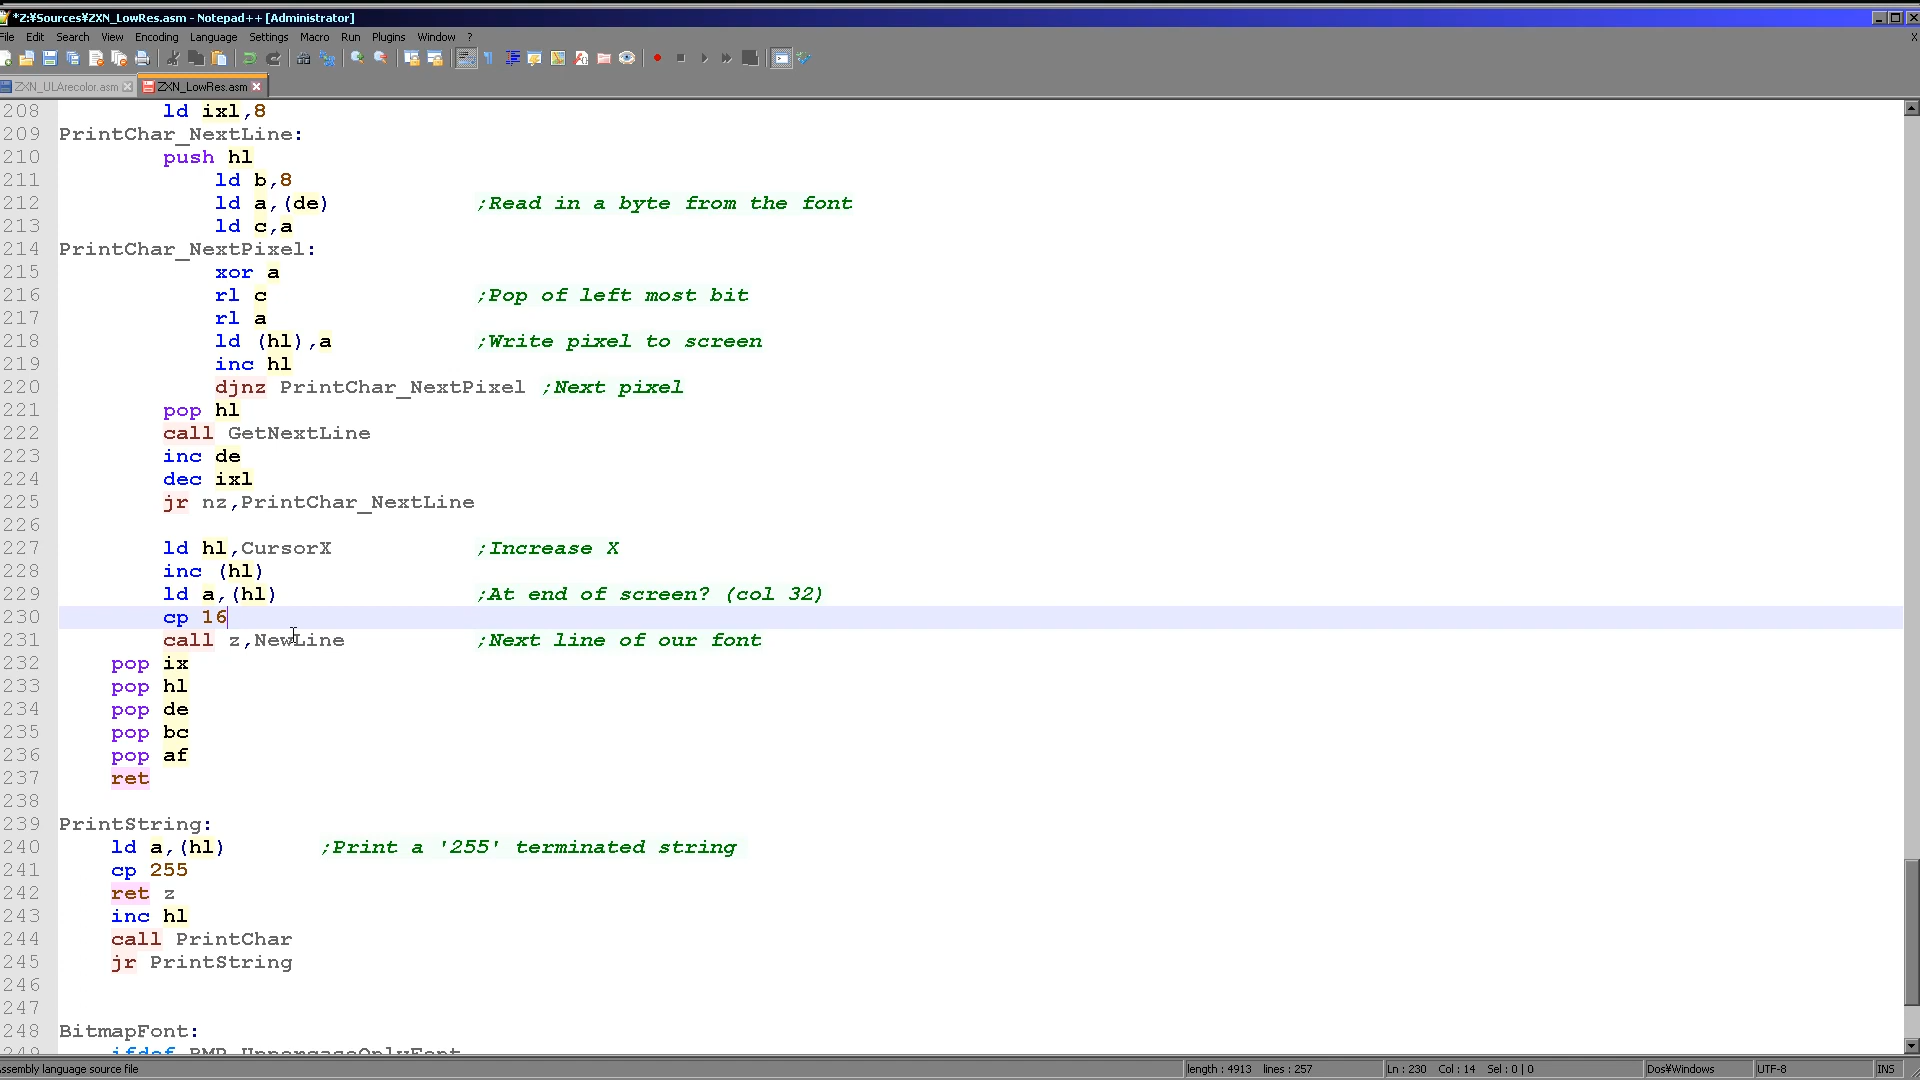 *Z:¥Sources¥ZXN_LowRes.asm - Notepad++ [Administrator]
File Edit Search View Encoding Language Settings Macro Run Plugins Window ? X
ZXN_ULArecolor.asm ZXN_LowRes.asm
208 ld ixl,8
209 PrintChar_NextLine:
210 push hl
211 ld b,8
212 ld a,(de) ;Read in a byte from the font
213 ld c,a
214 PrintChar_NextPixel:
215 xor a
216 rl c ;Pop of left most bit
217 rl a
218 ld (hl),a ;Write pixel to screen
219 inc hl
220 djnz PrintChar_NextPixel ;Next pixel
221 pop hl
222 call GetNextLine
223 inc de
224 dec ixl
225 jr nz,PrintChar_NextLine
226
227 ld hl,CursorX ;Increase X
228 inc (hl)
229 ld a,(hl) ;At end of screen? (col 32)
230 cp 16
231 call z,NewLine ;Next line of our font
232 pop ix
233 pop hl
234 pop de
235 pop bc
236 pop af
237 ret
238
239 PrintString:
240 ld a,(hl) ;Print a '255' terminated string
241 cp 255
242 ret z
243 inc hl
244 call PrintChar
245 jr PrintString
246
247
248 BitmapFont:
249 ifdef BMP_UppercaseOnlyFont
ssembly language source file length : 4913 lines : 257 Ln : 230 Col : 14 Sel : 0 | 0 Dos¥Windows UTF-8 INS